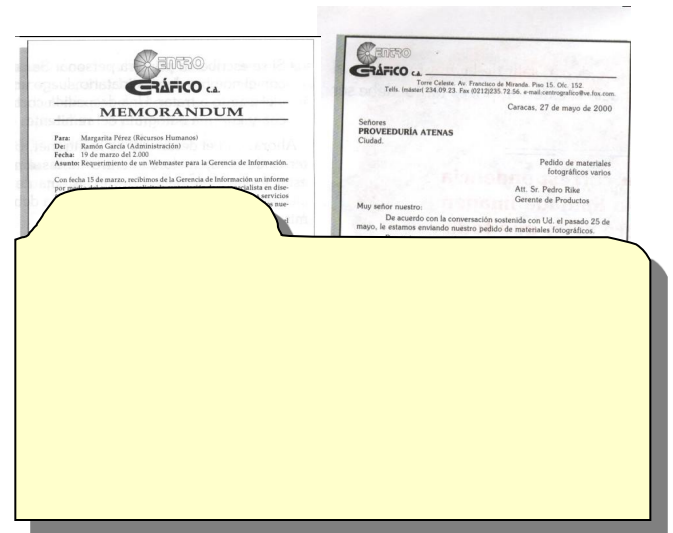 CENTRO
GRÁFICO C.A.
MEMORANDUM
Para: Margarita Pérez (Recursos Humanos)
De: Ramón García (Administración)
Fecha: 19 de marzo del 2.000
Asunto: Requerimiento de un Webmaster para la Gerencia de Información.
Con fecha 15 de marzo, recibimos de la Gerencia de Información un informe
servicios
CENTRO
GRÁFICO C.A.
Torre Celeste. Av. Francisco de Miranda. Piso 15. Ofc. 152.
Telfs. (máster) 234.09.23. Fax (0212)235.72.56. e-mail.centrografico@ve.fox.com.
Caracas, 27 de mayo de 2000
Señores
PROVEEDURÍA ATENAS
Ciudad.
Pedido de materiales
fotográficos varios
Att. Sr. Pedro Rike
Gerente de Productos
Muy señor nuestro:
De acuerdo con la conversación sostenida con Ud. el pasado 25 de
mayo, le estamos enviando nuestro pedido de materiales fotográficos.